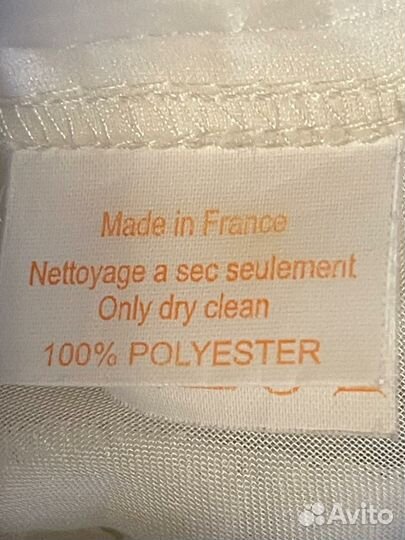 Made in France
Nettoyage a sec seulement
Only dry clean
100% POLYESTER
Avito